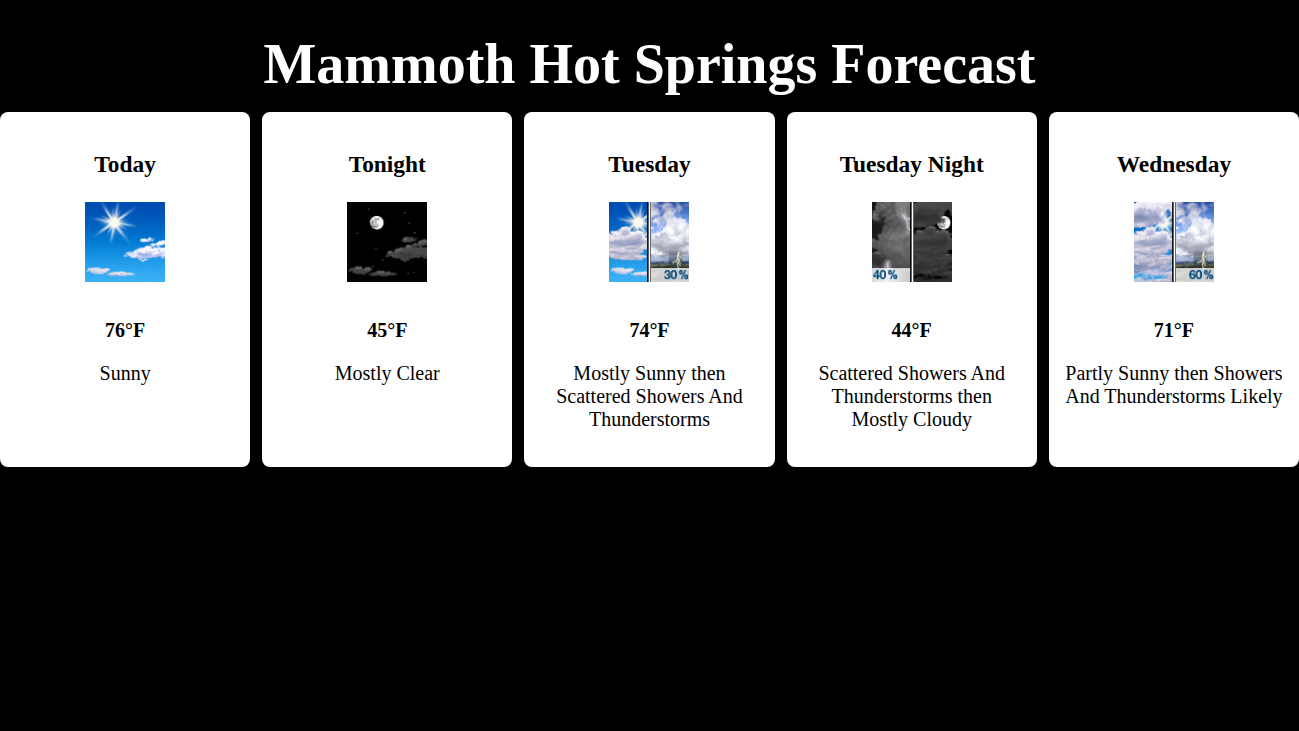 Mammoth Hot Springs Forecast
Today
76°F
Sunny
Tonight
45°F
Mostly Clear
Tuesday
30%
74°F
Mostly Sunny then
Scattered Showers And
Thunderstorms
Tuesday Night
40%
44°F
Scattered Showers And
Thunderstorms then
Mostly Cloudy
Wednesday
60%
71°F
Partly Sunny then Showers
And Thunderstorms Likely